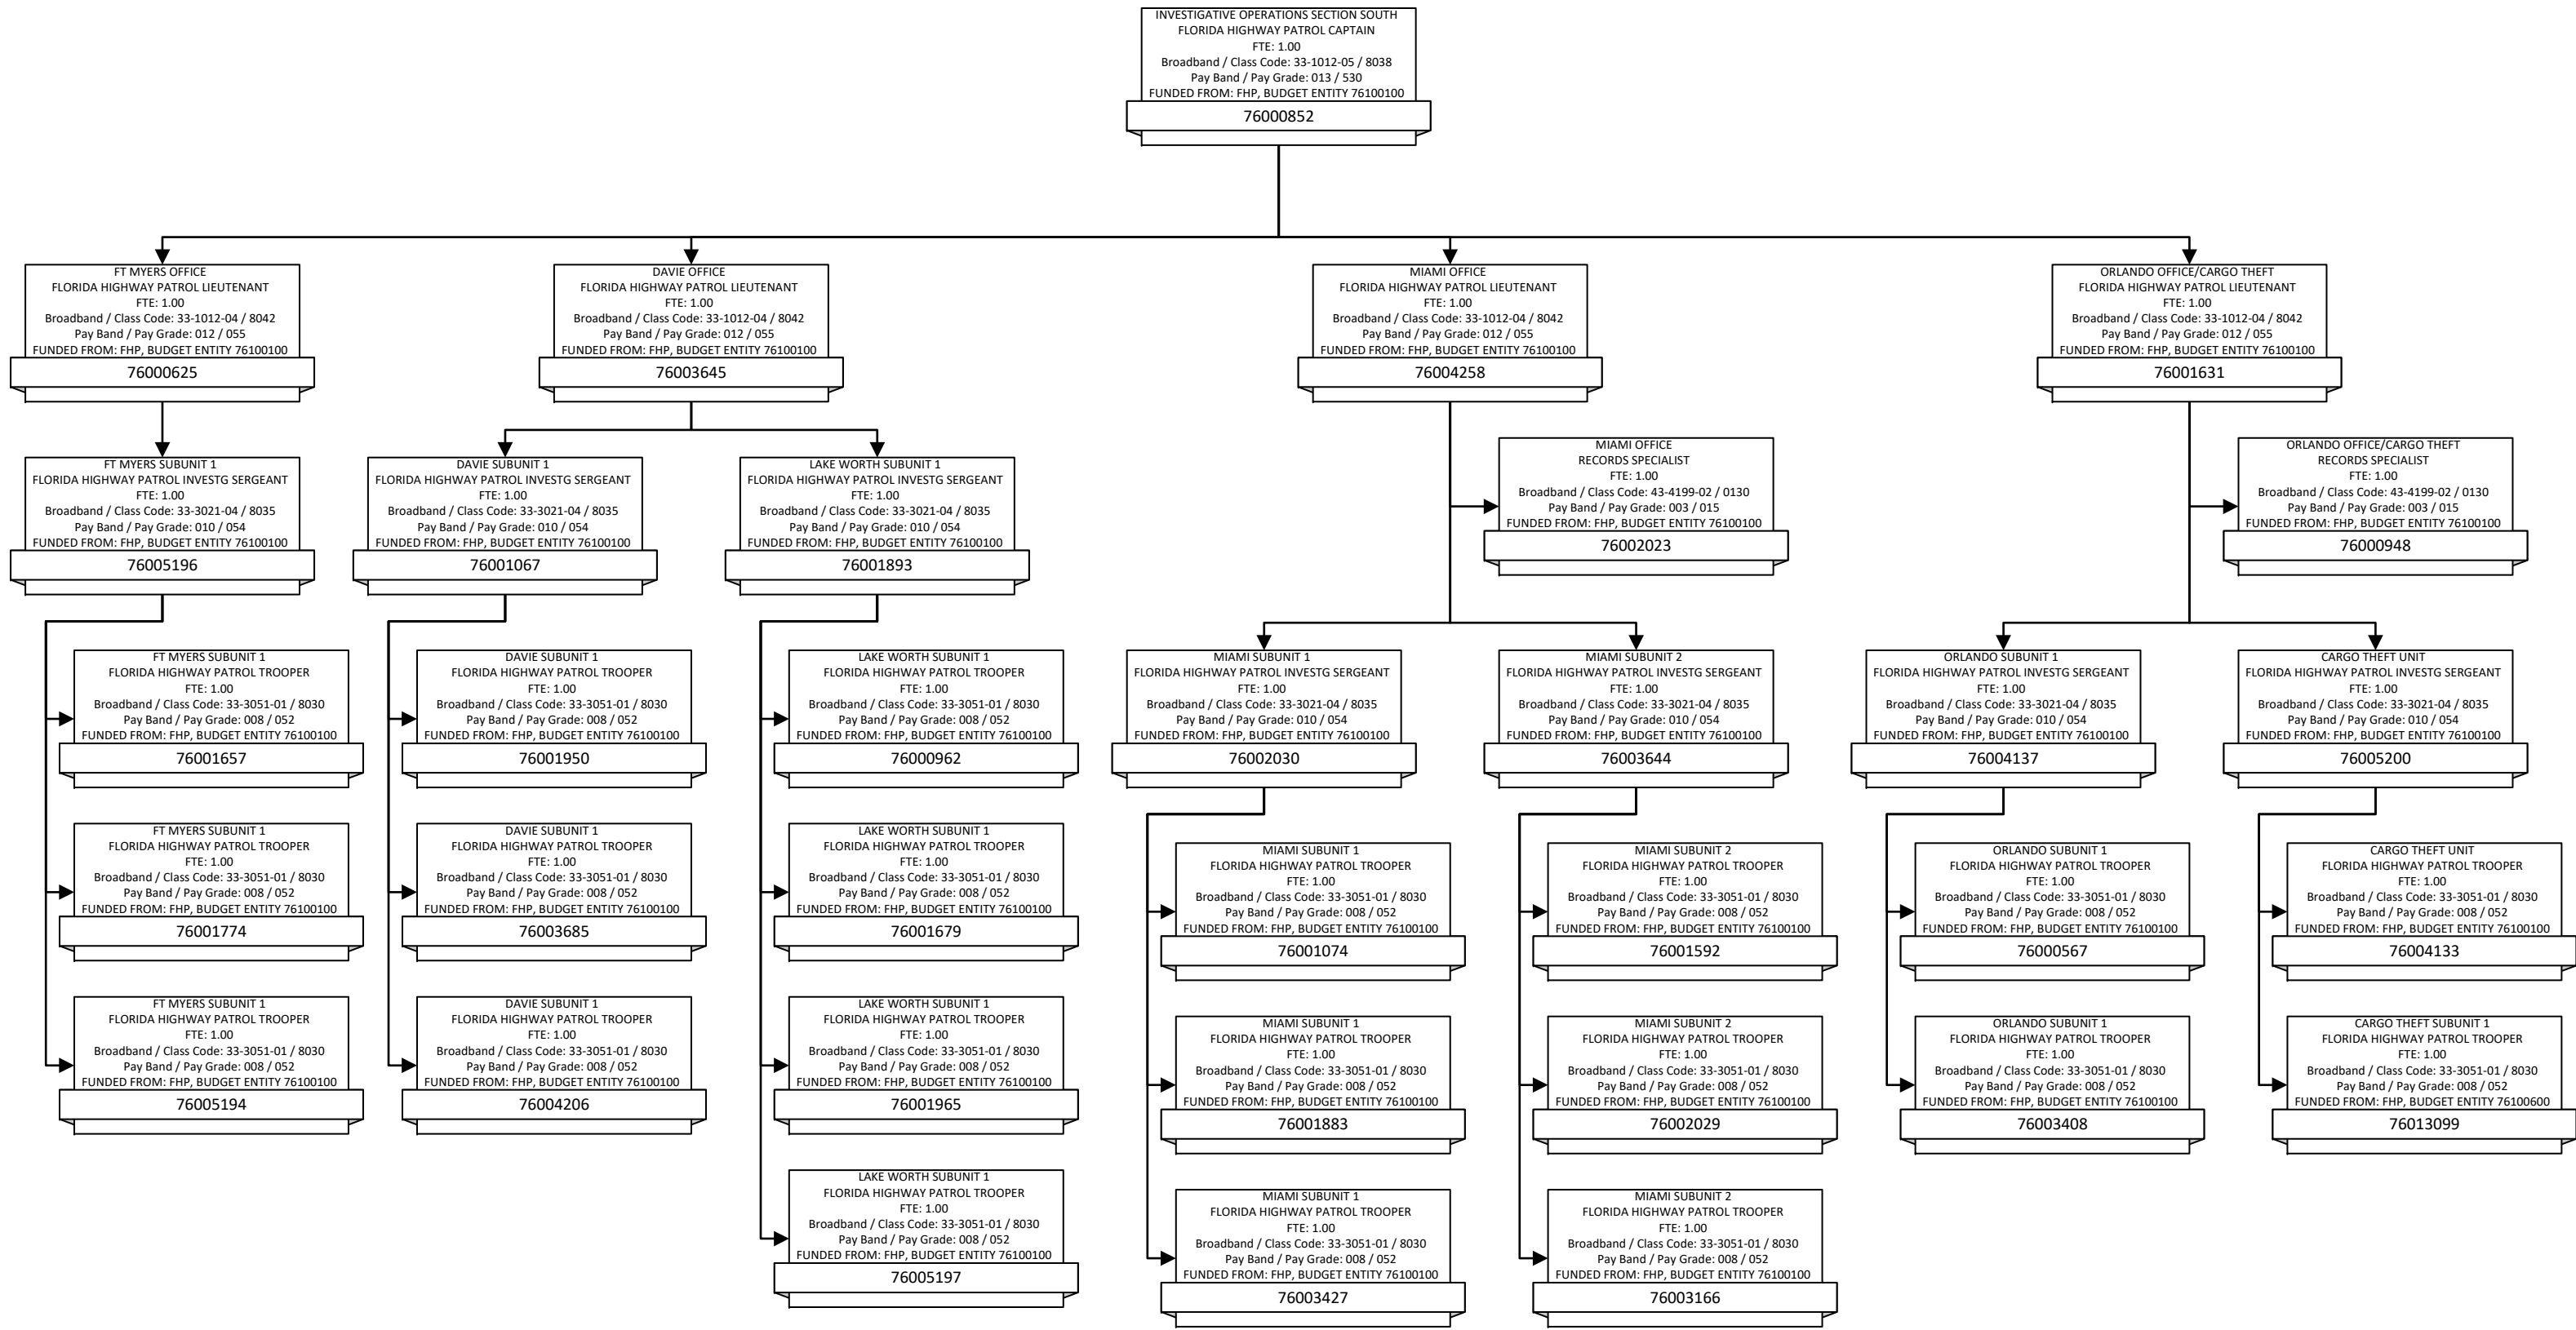 INVESTIGATIVE OPERATIONS SECTION SOUTH
FLORIDA HIGHWAY PATROL CAPTAIN
FTE: 1.00
Broadband / Class Code: 33-1012-05 / 8038
Pay Band / Pay Grade: 013 / 530
FUNDED FROM: FHP, BUDGET ENTITY 76100100
76000852
FT MYERS OFFICE
FLORIDA HIGHWAY PATROL LIEUTENANT
FTE: 1.00
Broadband / Class Code: 33-1012-04 / 8042
Pay Band / Pay Grade: 012 / 055
FUNDED FROM: FHP, BUDGET ENTITY 76100100
76000625
DAVIE OFFICE
FLORIDA HIGHWAY PATROL LIEUTENANT
FTE: 1.00
Broadband / Class Code: 33-1012-04 / 8042
Pay Band / Pay Grade: 012 / 055
FUNDED FROM: FHP, BUDGET ENTITY 76100100
76003645
MIAMI OFFICE
FLORIDA HIGHWAY PATROL LIEUTENANT
FTE: 1.00
Broadband / Class Code: 33-1012-04 / 8042
Pay Band / Pay Grade: 012 / 055
FUNDED FROM: FHP, BUDGET ENTITY 76100100
76004258
ORLANDO OFFICE/CARGO THEFT
FLORIDA HIGHWAY PATROL LIEUTENANT
FTE: 1.00
Broadband / Class Code: 33-1012-04 / 8042
Pay Band / Pay Grade: 012 / 055
FUNDED FROM: FHP, BUDGET ENTITY 76100100
76001631
FT MYERS SUBUNIT 1
FLORIDA HIGHWAY PATROL INVESTG SERGEANT
FTE: 1.00
Broadband / Class Code: 33-3021-04 / 8035
Pay Band / Pay Grade: 010 / 054
FUNDED FROM: FHP, BUDGET ENTITY 76100100
76005196
DAVIE SUBUNIT 1
FLORIDA HIGHWAY PATROL INVESTG SERGEANT
FTE: 1.00
Broadband / Class Code: 33-3021-04 / 8035
Pay Band / Pay Grade: 010 / 054
FUNDED FROM: FHP, BUDGET ENTITY 76100100
76001067
LAKE WORTH SUBUNIT 1
FLORIDA HIGHWAY PATROL INVESTG SERGEANT
FTE: 1.00
Broadband / Class Code: 33-3021-04 / 8035
Pay Band / Pay Grade: 010 / 054
FUNDED FROM: FHP, BUDGET ENTITY 76100100
76001893
MIAMI OFFICE
RECORDS SPECIALIST
FTE: 1.00
Broadband / Class Code: 43-4199-02 / 0130
Pay Band / Pay Grade: 003 / 015
FUNDED FROM: FHP, BUDGET ENTITY 76100100
76002023
ORLANDO OFFICE/CARGO THEFT
RECORDS SPECIALIST
FTE: 1.00
Broadband / Class Code: 43-4199-02 / 0130
Pay Band / Pay Grade: 003 / 015
FUNDED FROM: FHP, BUDGET ENTITY 76100100
76000948
FT MYERS SUBUNIT 1
FLORIDA HIGHWAY PATROL TROOPER
FTE: 1.00
Broadband / Class Code: 33-3051-01 / 8030
Pay Band / Pay Grade: 008 / 052
FUNDED FROM: FHP, BUDGET ENTITY 76100100
76001657
DAVIE SUBUNIT 1
FLORIDA HIGHWAY PATROL TROOPER
FTE: 1.00
Broadband / Class Code: 33-3051-01 / 8030
Pay Band / Pay Grade: 008 / 052
FUNDED FROM: FHP, BUDGET ENTITY 76100100
76001950
LAKE WORTH SUBUNIT 1
FLORIDA HIGHWAY PATROL TROOPER
FTE: 1.00
Broadband / Class Code: 33-3051-01 / 8030
Pay Band / Pay Grade: 008 / 052
FUNDED FROM: FHP, BUDGET ENTITY 76100100
76000962
MIAMI SUBUNIT 1
FLORIDA HIGHWAY PATROL INVESTG SERGEANT
FTE: 1.00
Broadband / Class Code: 33-3021-04 / 8035
Pay Band / Pay Grade: 010 / 054
FUNDED FROM: FHP, BUDGET ENTITY 76100100
76002030
MIAMI SUBUNIT 2
FLORIDA HIGHWAY PATROL INVESTG SERGEANT
FTE: 1.00
Broadband / Class Code: 33-3021-04 / 8035
Pay Band / Pay Grade: 010 / 054
FUNDED FROM: FHP, BUDGET ENTITY 76100100
76003644
ORLANDO SUBUNIT 1
FLORIDA HIGHWAY PATROL INVESTG SERGEANT
FTE: 1.00
Broadband / Class Code: 33-3021-04 / 8035
Pay Band / Pay Grade: 010 / 054
FUNDED FROM: FHP, BUDGET ENTITY 76100100
76004137
CARGO THEFT UNIT
FLORIDA HIGHWAY PATROL INVESTG SERGEANT
FTE: 1.00
Broadband / Class Code: 33-3021-04 / 8035
Pay Band / Pay Grade: 010 / 054
FUNDED FROM: FHP, BUDGET ENTITY 76100100
76005200
FT MYERS SUBUNIT 1
FLORIDA HIGHWAY PATROL TROOPER
FTE: 1.00
Broadband / Class Code: 33-3051-01 / 8030
Pay Band / Pay Grade: 008 / 052
FUNDED FROM: FHP, BUDGET ENTITY 76100100
76001774
DAVIE SUBUNIT 1
FLORIDA HIGHWAY PATROL TROOPER
FTE: 1.00
Broadband / Class Code: 33-3051-01 / 8030
Pay Band / Pay Grade: 008 / 052
FUNDED FROM: FHP, BUDGET ENTITY 76100100
76003685
LAKE WORTH SUBUNIT 1
FLORIDA HIGHWAY PATROL TROOPER
FTE: 1.00
Broadband / Class Code: 33-3051-01 / 8030
Pay Band / Pay Grade: 008 / 052
FUNDED FROM: FHP, BUDGET ENTITY 76100100
76001679
MIAMI SUBUNIT 1
FLORIDA HIGHWAY PATROL TROOPER
FTE: 1.00
Broadband / Class Code: 33-3051-01 / 8030
Pay Band / Pay Grade: 008 / 052
FUNDED FROM: FHP, BUDGET ENTITY 76100100
76001074
MIAMI SUBUNIT 2
FLORIDA HIGHWAY PATROL TROOPER
FTE: 1.00
Broadband / Class Code: 33-3051-01 / 8030
Pay Band / Pay Grade: 008 / 052
FUNDED FROM: FHP, BUDGET ENTITY 76100100
76001592
ORLANDO SUBUNIT 1
FLORIDA HIGHWAY PATROL TROOPER
FTE: 1.00
Broadband / Class Code: 33-3051-01 / 8030
Pay Band / Pay Grade: 008 / 052
FUNDED FROM: FHP, BUDGET ENTITY 76100100
76000567
CARGO THEFT UNIT
FLORIDA HIGHWAY PATROL TROOPER
FTE: 1.00
Broadband / Class Code: 33-3051-01 / 8030
Pay Band / Pay Grade: 008 / 052
FUNDED FROM: FHP, BUDGET ENTITY 76100100
76004133
FT MYERS SUBUNIT 1
FLORIDA HIGHWAY PATROL TROOPER
FTE: 1.00
Broadband / Class Code: 33-3051-01 / 8030
Pay Band / Pay Grade: 008 / 052
FUNDED FROM: FHP, BUDGET ENTITY 76100100
76005194
DAVIE SUBUNIT 1
FLORIDA HIGHWAY PATROL TROOPER
FTE: 1.00
Broadband / Class Code: 33-3051-01 / 8030
Pay Band / Pay Grade: 008 / 052
FUNDED FROM: FHP, BUDGET ENTITY 76100100
76004206
LAKE WORTH SUBUNIT 1
FLORIDA HIGHWAY PATROL TROOPER
FTE: 1.00
Broadband / Class Code: 33-3051-01 / 8030
Pay Band / Pay Grade: 008 / 052
FUNDED FROM: FHP, BUDGET ENTITY 76100100
76001965
MIAMI SUBUNIT 1
FLORIDA HIGHWAY PATROL TROOPER
FTE: 1.00
Broadband / Class Code: 33-3051-01 / 8030
Pay Band / Pay Grade: 008 / 052
FUNDED FROM: FHP, BUDGET ENTITY 76100100
76001883
MIAMI SUBUNIT 2
FLORIDA HIGHWAY PATROL TROOPER
FTE: 1.00
Broadband / Class Code: 33-3051-01 / 8030
Pay Band / Pay Grade: 008 / 052
FUNDED FROM: FHP, BUDGET ENTITY 76100100
76002029
ORLANDO SUBUNIT 1
FLORIDA HIGHWAY PATROL TROOPER
FTE: 1.00
Broadband / Class Code: 33-3051-01 / 8030
Pay Band / Pay Grade: 008 / 052
FUNDED FROM: FHP, BUDGET ENTITY 76100100
76003408
CARGO THEFT SUBUNIT 1
FLORIDA HIGHWAY PATROL TROOPER
FTE: 1.00
Broadband / Class Code: 33-3051-01 / 8030
Pay Band / Pay Grade: 008 / 052
FUNDED FROM: FHP, BUDGET ENTITY 76100600
76013099
LAKE WORTH SUBUNIT 1
FLORIDA HIGHWAY PATROL TROOPER
FTE: 1.00
Broadband / Class Code: 33-3051-01 / 8030
Pay Band / Pay Grade: 008 / 052
FUNDED FROM: FHP, BUDGET ENTITY 76100100
76005197
MIAMI SUBUNIT 1
FLORIDA HIGHWAY PATROL TROOPER
FTE: 1.00
Broadband / Class Code: 33-3051-01 / 8030
Pay Band / Pay Grade: 008 / 052
FUNDED FROM: FHP, BUDGET ENTITY 76100100
76003427
MIAMI SUBUNIT 2
FLORIDA HIGHWAY PATROL TROOPER
FTE: 1.00
Broadband / Class Code: 33-3051-01 / 8030
Pay Band / Pay Grade: 008 / 052
FUNDED FROM: FHP, BUDGET ENTITY 76100100
76003166